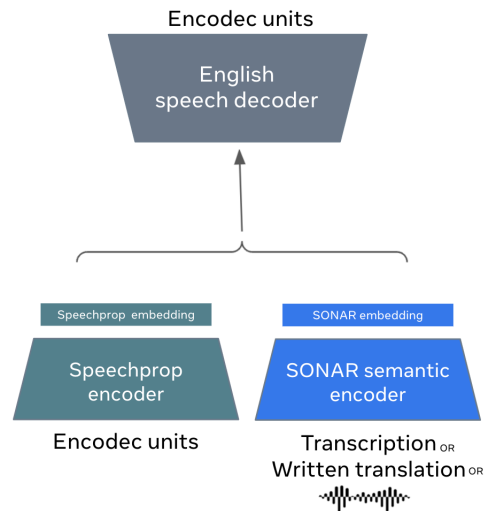 Encodec units
English
speech decoder
Speechprop embedding
SONAR embedding
Speechprop
encoder
SONAR semantic
encoder
Encodec units
Transcription OR
Written translation OR